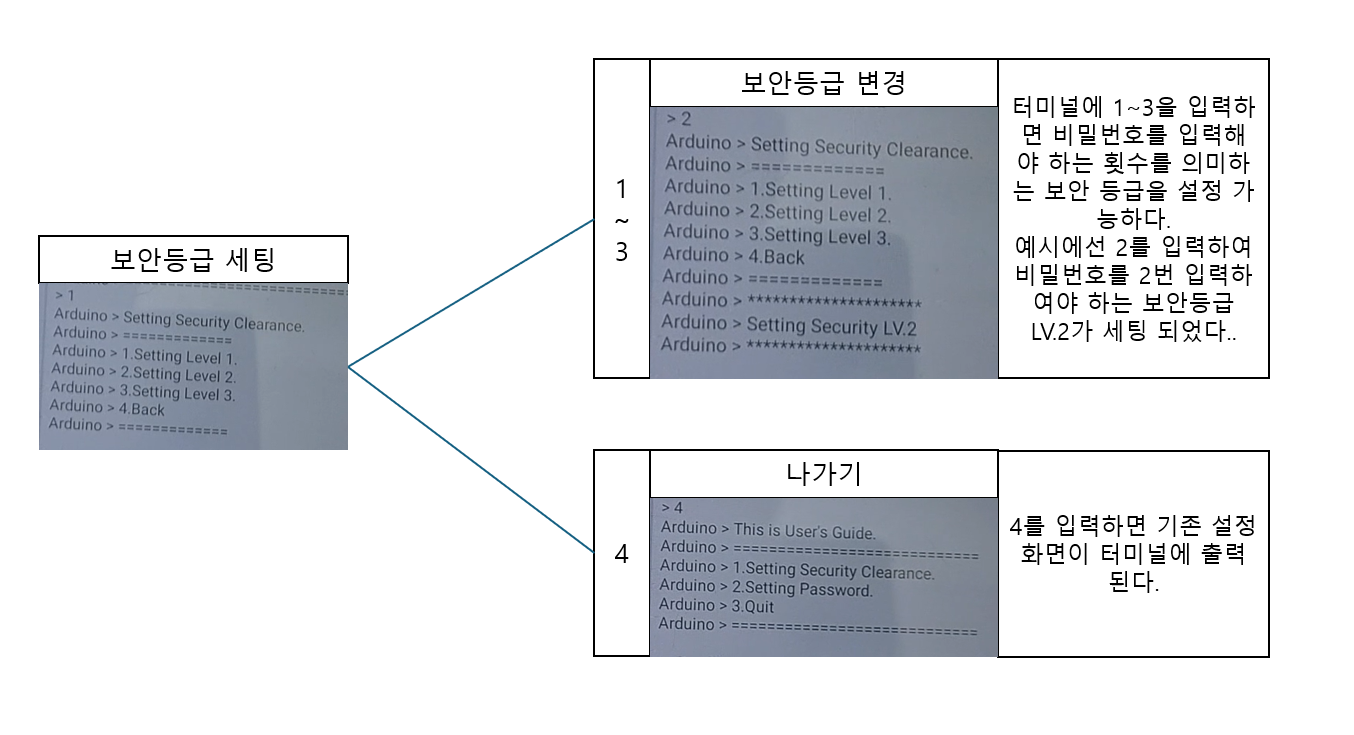 보안등급 세팅
> 1
Arduino > Setting Security Clearance.
Arduino > =============
Arduino > 1.Setting Level 1.
Arduino > 2.Setting Level 2.
Arduino > 3.Setting Level 3.
Arduino > 4.Back
Arduino > =============
1
~
3
보안등급 변경
> 2
Arduino > Setting Security Clearance.
Arduino > =============
Arduino > 1.Setting Level 1.
Arduino > 2.Setting Level 2.
Arduino > 3.Setting Level 3.
Arduino > 4.Back
Arduino > =============
Arduino > *********************
Arduino > Setting Security LV.2
Arduino > *********************
터미널에 1~3을 입력하
면 비밀번호를 입력해
야 하는 횟수를 의미하
는 보안 등급을 설정 가
능하다.
예시에선 2를 입력하여
비밀번호를 2번 입력하
여야 하는 보안등급
LV.2가 세팅 되었다..
4
나가기
> 4
Arduino > This is User's Guide.
Arduino > ============================
Arduino > 1.Setting Security Clearance.
Arduino > 2.Setting Password.
Arduino > 3.Quit
Arduino > ============================
4를 입력하면 기존 설정
화면이 터미널에 출력
된다.